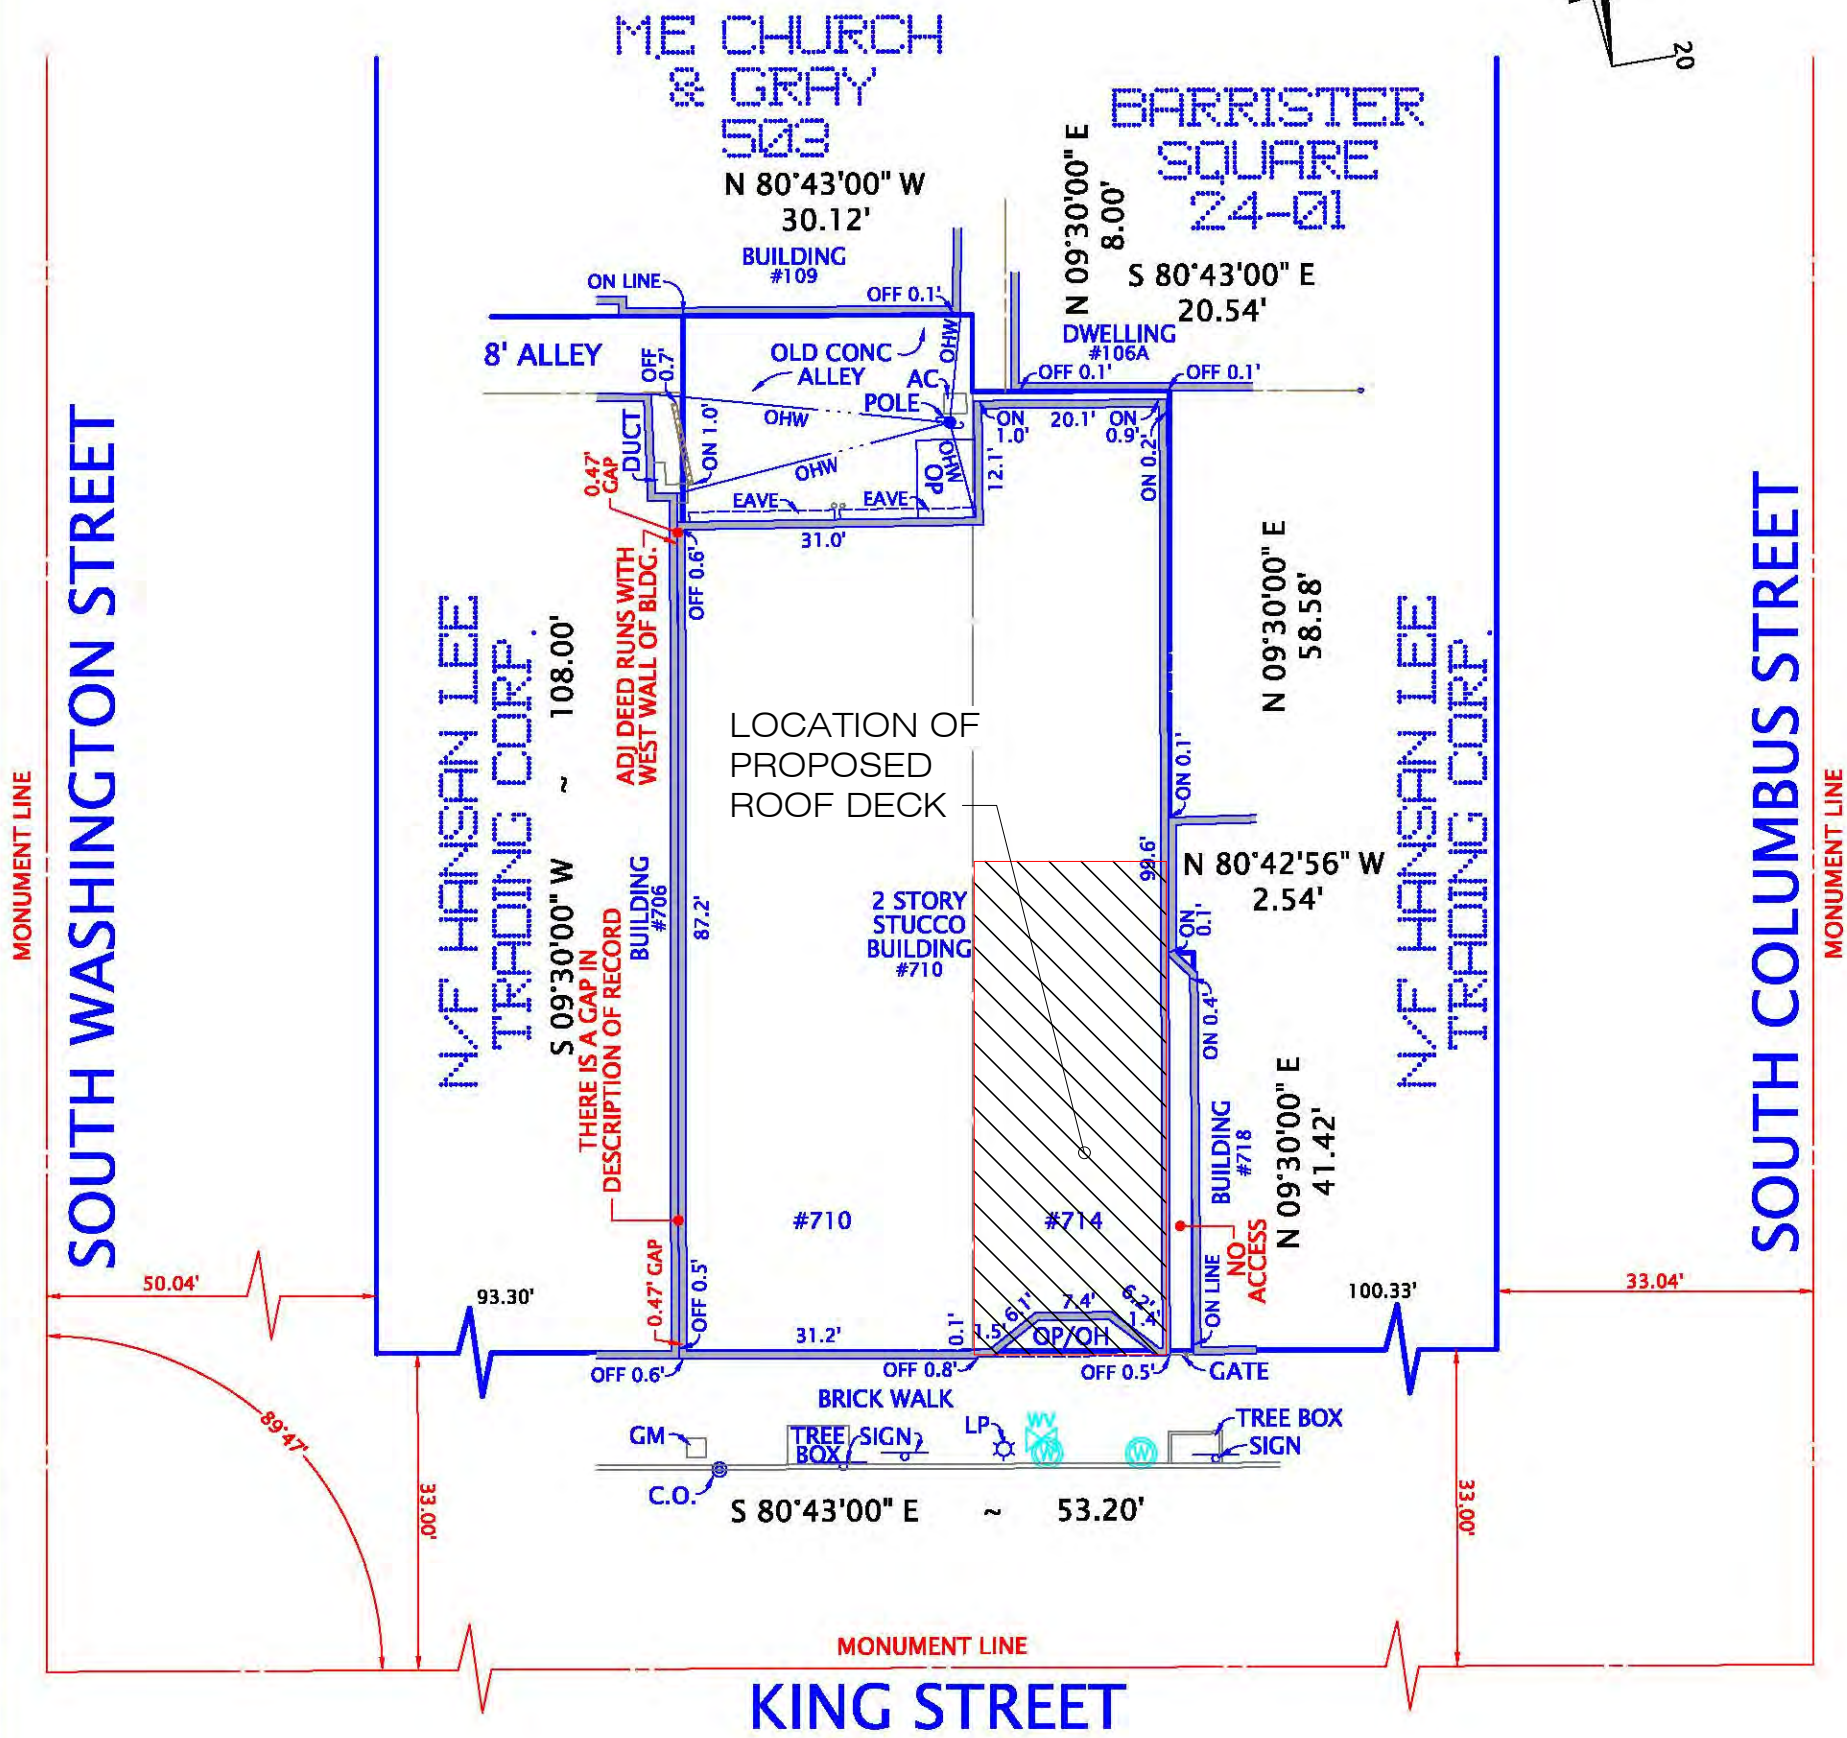 M.E CHURCH
& GRAY
503
N 80°43'00" W
30.12'
BARRISTER
SQUARE
24-01
N 09°30'00" E
8.00'
S 80°43'00" E
20.54'
20
BUILDING
#109
ON LINE
OFF 0.1'
DWELLING
#106A
OFF 0.1'
OFF 0.1'
8' ALLEY
OLD CONC
ALLEY
OHW
AC
POLE
OFF
0.7'
OHW
OHW
OHW
OP
ON 1.0'
DUCT
0.47'
GAP
EAVE
EAVE
31.0'
12.1'
ON
1.0'
20.1'
ON
0.9'
ON 0.2'
OFF 0.6'
ADJ DEED RUNS WITH
WEST WALL OF BLDG.
SOUTH WASHINGTON STREET
MONUMENT LINE
N/F HANSAN LEE
TRADING CORP.
S 09°30'00" W ~ 108.00'
THERE IS A GAP IN
DESCRIPTION OF RECORD
BUILDING
#706
87.2'
LOCATION OF
PROPOSED
ROOF DECK
2 STORY
STUCCO
BUILDING
#710
99.6'
ON 0.1'
N 09°30'00" E
58.58'
N 80°42'56" W
2.54'
ON
0.1'
ON 0.4'
N/F HANSAN LEE
TRADING CORP.
SOUTH COLUMBUS STREET
MONUMENT LINE
BUILDING
#718
N 09°30'00" E
41.42'
#710
#714
NO
ACCESS
ON LINE
50.04'
93.30'
0.47' GAP
OFF 0.5'
31.2'
0.1'
1.5'
6.1'
7.4'
6.2'
1.4'
OP/OH
100.33'
33.04'
OFF 0.6'
OFF 0.8'
OFF 0.5'
GATE
BRICK WALK
GM
TREE
BOX
SIGN
LP
WV
W
W
TREE BOX
SIGN
C.O.
S 80°43'00" E ~ 53.20'
89°47'
33.00'
33.00'
MONUMENT LINE
KING STREET